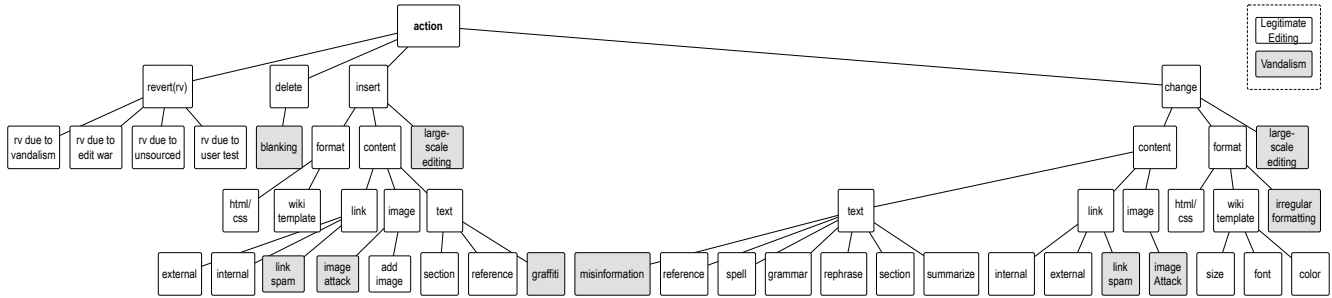 action
Legitimate
Editing
Vandalism
revert(rv)
delete
insert
change
rv due to
vandalism
rv due to
edit war
rv due to
unsourced
rv due to
user test
blanking
format
content
large-
scale
editing
content
format
large-
scale
editing
html/
css
wiki
template
link
image
text
text
link
image
html/
css
wiki
template
irregular
formatting
external
internal
link
spam
image
attack
add
image
section
reference
graffiti
misinformation
reference
spell
grammar
rephrase
section
summarize
internal
external
link
spam
image
Attack
size
font
color